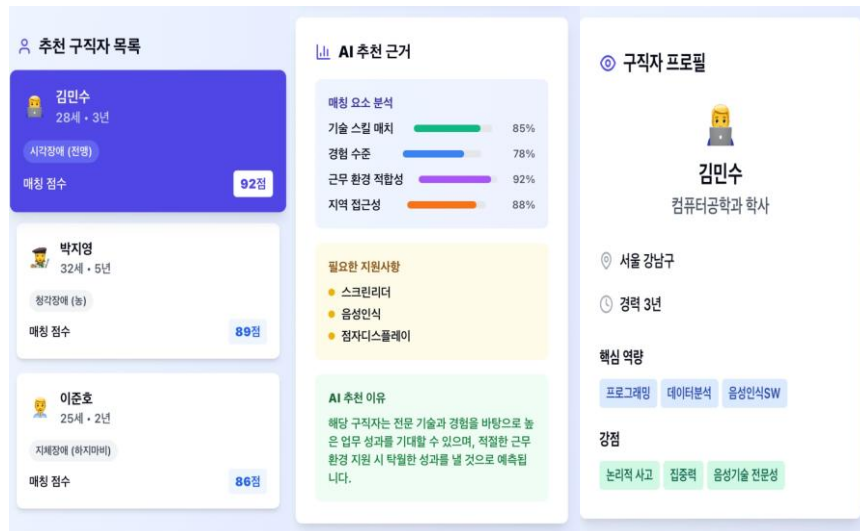 추천 구직자 목록
김민수
28세 • 3년
시각장애 (전맹)
매칭 점수 92점
박지영
32세 • 5년
청각장애 (농)
매칭 점수 89점
이준호
25세 • 2년
지체장애 (하지마비)
매칭 점수 86점
AI 추천 근거
매칭 요소 분석
기술 스킬 매치 85%
경험 수준 78%
근무 환경 적합성 92%
지역 접근성 88%
필요한 지원사항
스크린리더
음성인식
점자디스플레이
AI 추천 이유
해당 구직자는 전문 기술과 경험을 바탕으로 높
은 업무 성과를 기대할 수 있으며, 적절한 근무
환경 지원 시 탁월한 성과를 낼 것으로 예측됩
니다.
구직자 프로필
김민수
컴퓨터공학과 학사
서울 강남구
경력 3년
핵심 역량
프로그래밍 데이터분석 음성인식SW
강점
논리적 사고 집중력 음성기술 전문성